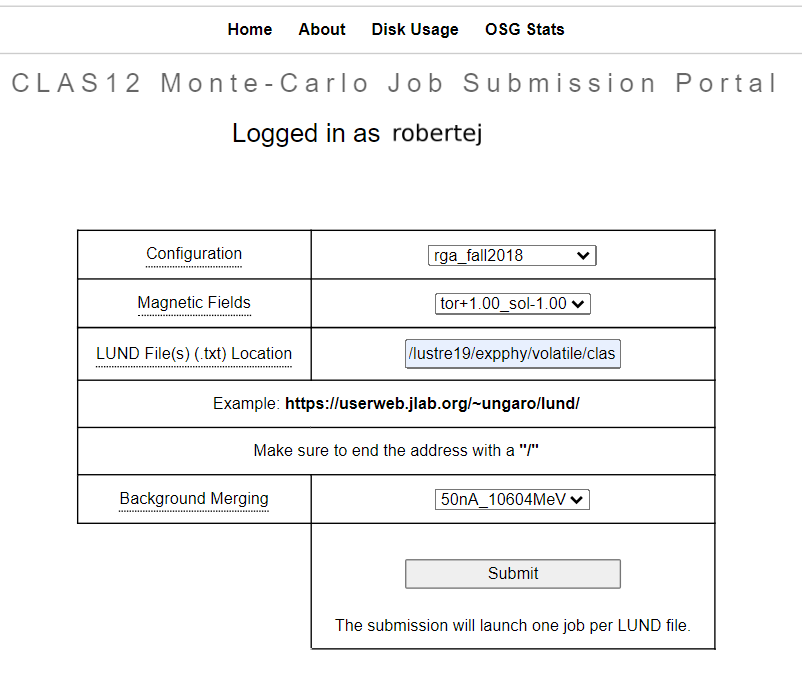 Home About Disk Usage OSG Stats
CLAS12 Monte-Carlo Job Submission Portal
Logged in as robertej
Configuration rga_fall2018
Magnetic Fields tor+1.00_sol-1.00
LUND File(s) (.txt) Location /lustre19/expphy/volatile/clas
Example: https://userweb.jlab.org/~ungaro/lund/
Make sure to end the address with a "/"
Background Merging 50nA_10604MeV
Submit
The submission will launch one job per LUND file.